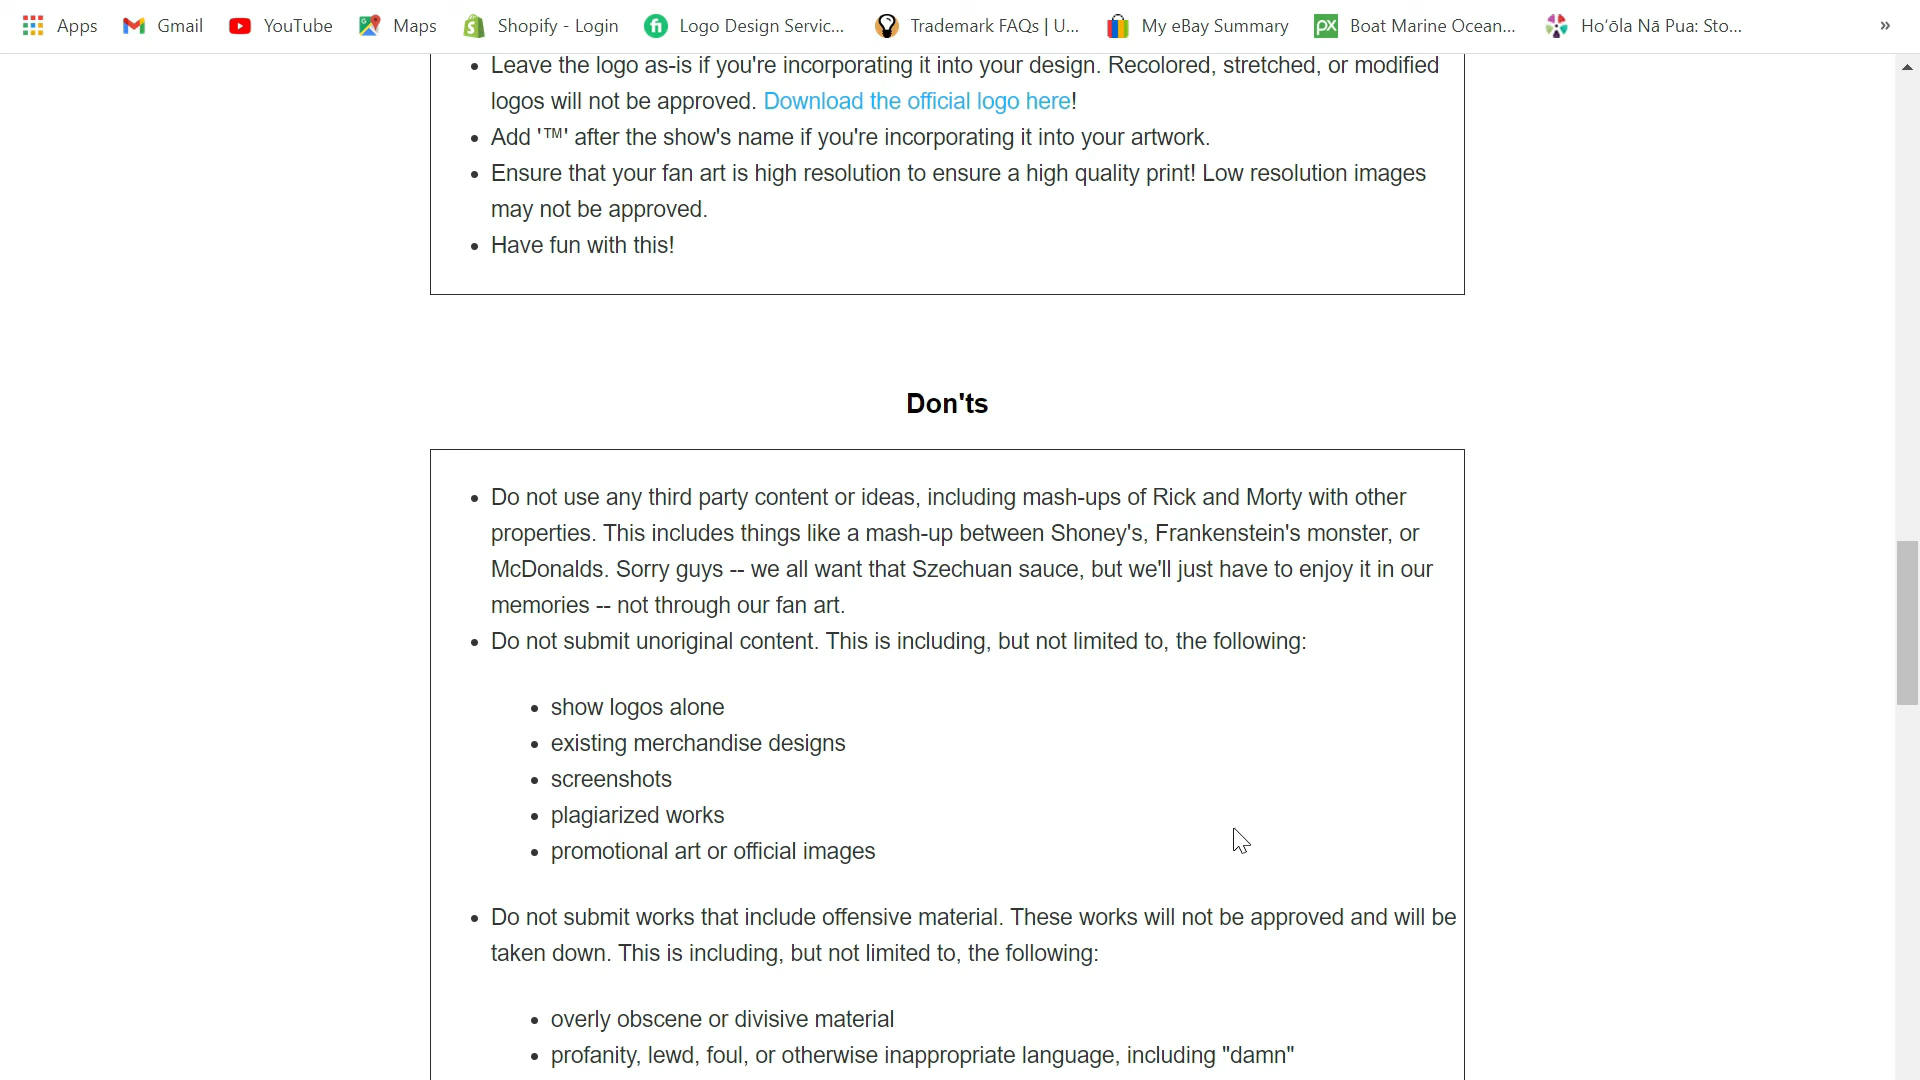 Apps Gmail YouTube Maps Shopify - Login Logo Design Servic... Trademark FAQs | U... My eBay Summary Boat Marine Ocean... Hoʻōla Nā Pua: Sto... »
• Leave the logo as-is if you're incorporating it into your design. Recolored, stretched, or modified
logos will not be approved. Download the official logo here!
• Add '™' after the show's name if you're incorporating it into your artwork.
• Ensure that your fan art is high resolution to ensure a high quality print! Low resolution images
may not be approved.
• Have fun with this!
Don'ts
• Do not use any third party content or ideas, including mash-ups of Rick and Morty with other
properties. This includes things like a mash-up between Shoney's, Frankenstein's monster, or
McDonalds. Sorry guys -- we all want that Szechuan sauce, but we'll just have to enjoy it in our
memories -- not through our fan art.
• Do not submit unoriginal content. This is including, but not limited to, the following:
• show logos alone
• existing merchandise designs
• screenshots
• plagiarized works
• promotional art or official images
• Do not submit works that include offensive material. These works will not be approved and will be
taken down. This is including, but not limited to, the following:
• overly obscene or divisive material
• profanity, lewd, foul, or otherwise inappropriate language, including "damn"